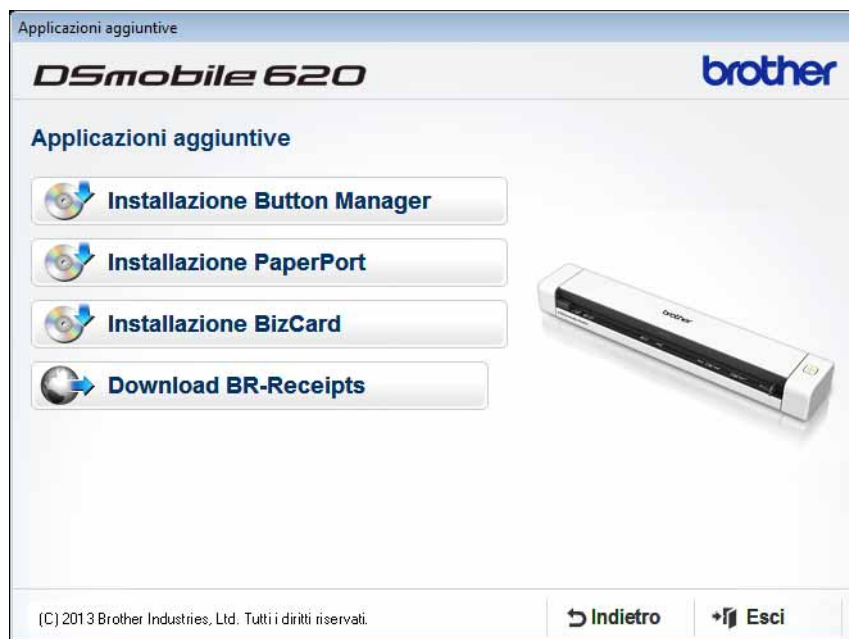 Applicazioni aggiuntive
DSmobile 620
brother
Applicazioni aggiuntive
Installazione Button Manager
Installazione PaperPort
Installazione BizCard
Download BR-Receipts
brother
(C) 2013 Brother Industries, Ltd. Tutti i diritti riservati.
Indietro
Esci